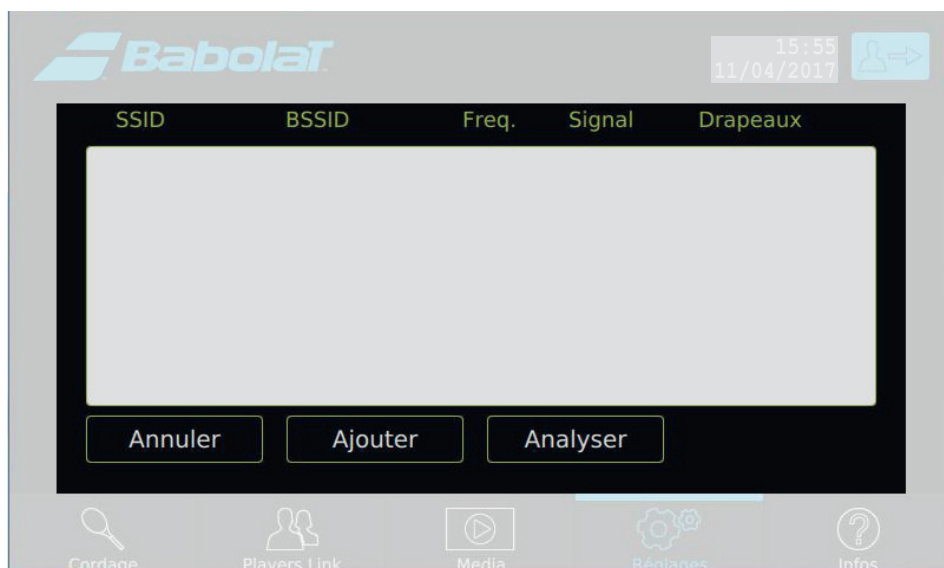 BabolaT
15:55
11/04/2017
SSID BSSID Freq. Signal Drapeaux
Annuler Ajouter Analyser
Cordage Players Link Media Réglages Infos